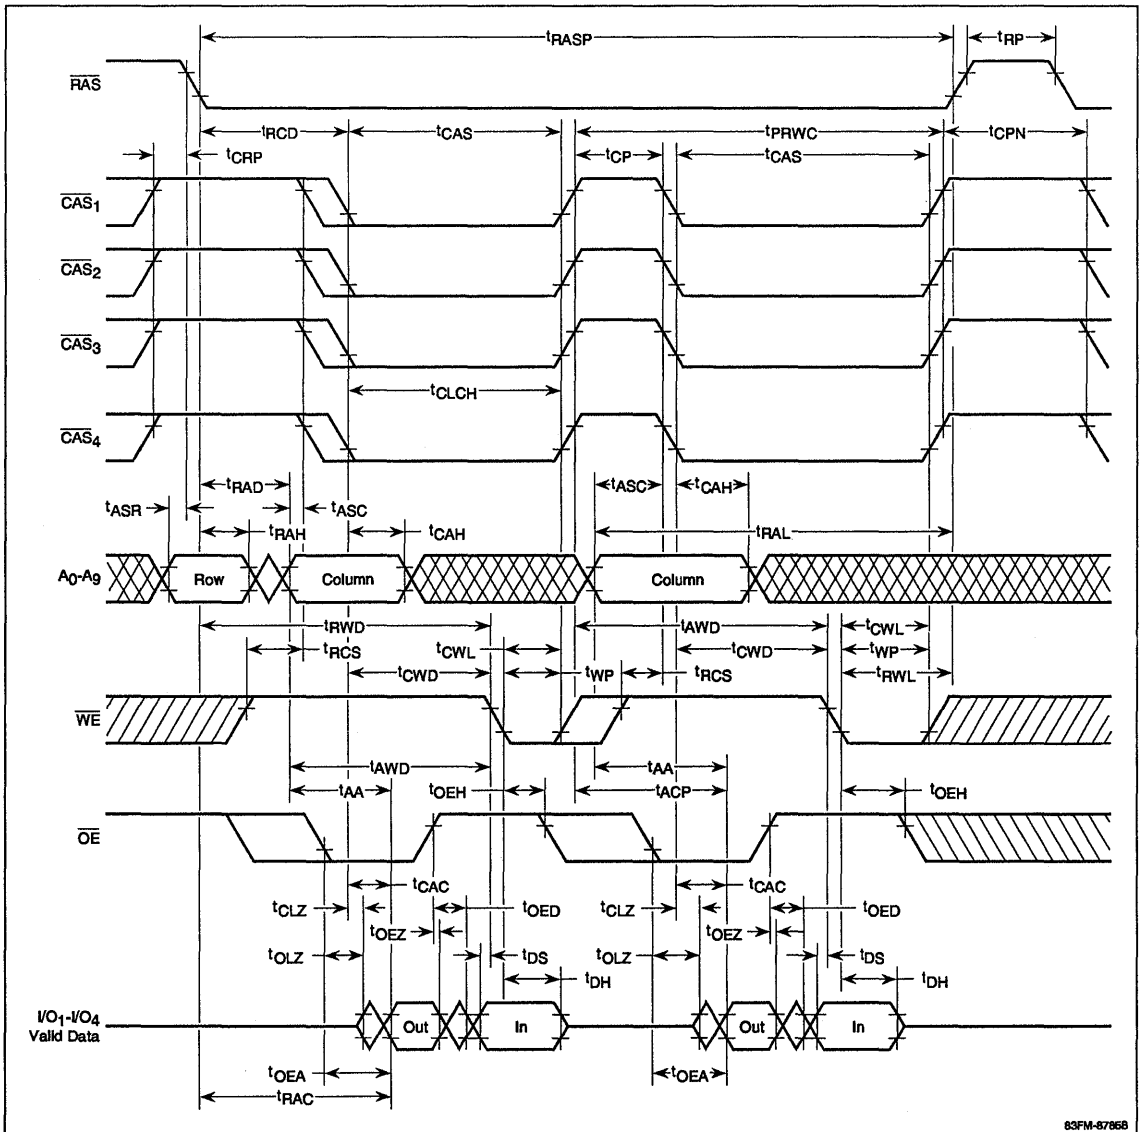 tRASP tRP
RAS
tRCD tCAS tPRWC tCPN
tCRP tCP tCAS
CAS1
CAS2
CAS3
tCLCH
CAS4
tRAD tASC tCAH
tASR tASC
tRAH tCAH tRAL
A0-A9 Row Column Column
tRWD tAWD tCWL
tRCS tCWL tCWD tWP
tCWD tWP tRCS tRWL
WE
tAWD tAA
tAA tOEH tACP tOEH
OE
tCAC tCAC
tCLZ tOED tCLZ tOED
tOEZ tOEZ
tOLZ tDS tOLZ tDS
tDH tDH
I/O1-I/O4
Valid Data
Out In Out In
tOEA tOEA
tRAC
83FM-8785B